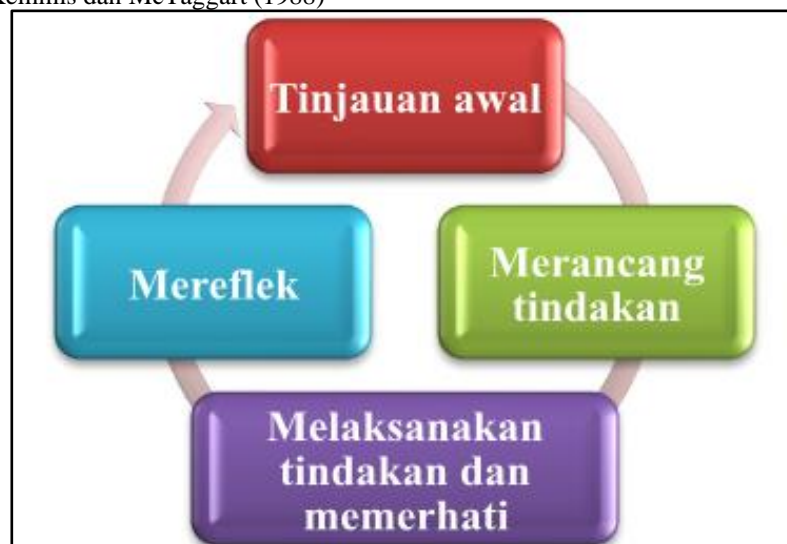 Kemmis dan McTaggart (1988)
Tinjauan awal
Merancang
tindakan
Melaksanakan
tindakan dan
memerhati
Mereflek